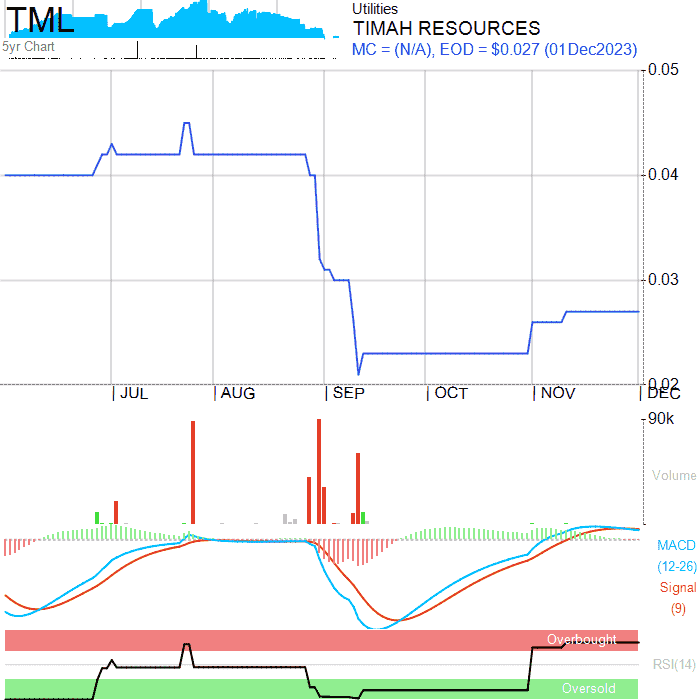 TML
Utilities
TIMAH RESOURCES
5yr Chart
MC = (N/A), EOD = $0.027 (01Dec2023)
0.05
0.04
0.03
0.02
JUL AUG SEP OCT NOV DEC
90k
Volume
MACD
(12-26)
Signal
(9)
Overbought
RSI(14)
Oversold